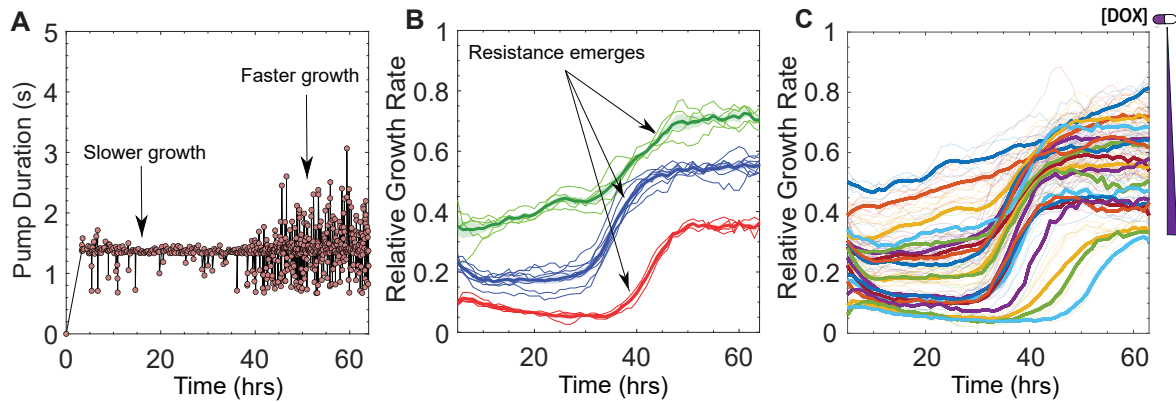 A
Pump Duration (s)
5
4
3
2
1
0
Slower growth
Faster growth
0
20
40
60
Time (hrs)
B
Relative Growth Rate
1
0.8
0.6
0.4
0.2
0
Resistance emerges
20
40
60
Time (hrs)
C
Relative Growth Rate
1
0.8
0.6
0.4
0.2
0
20
40
60
Time (hrs)
[DOX]